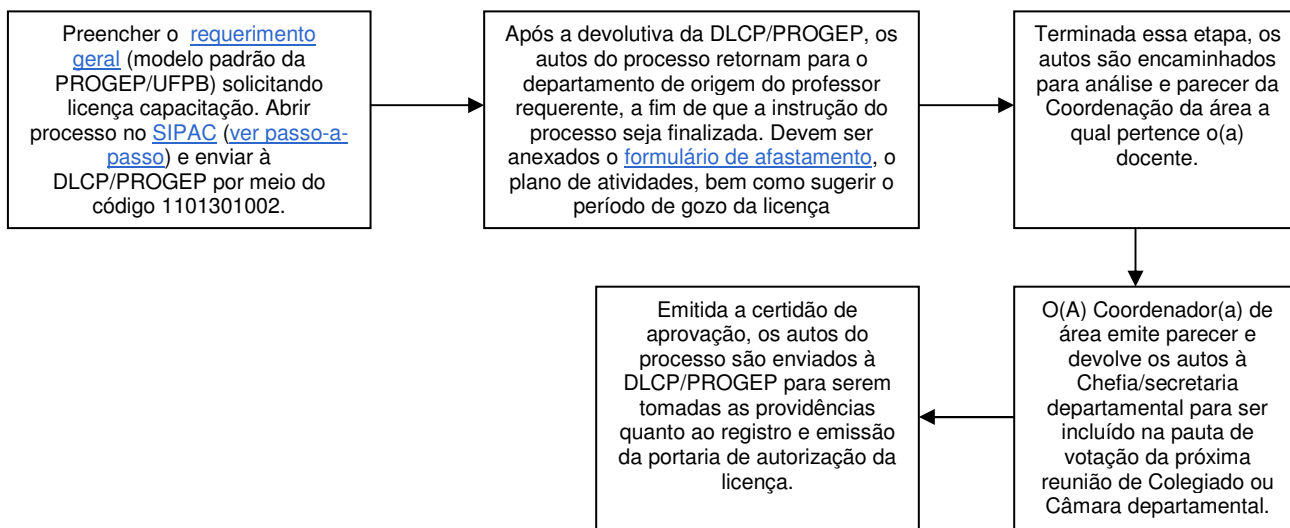 Preencher o requerimento
geral (modelo padrão da
PROGEP/UFPB) solicitando
licença capacitação. Abrir
processo no SIPAC (ver passo-a-
passo) e enviar à
DLCP/PROGEP por meio do
código 1101301002.
Após a devolutiva da DLCP/PROGEP, os
autos do processo retornam para o
departamento de origem do professor
requerente, a fim de que a instrução do
processo seja finalizada. Devem ser
anexados o formulário de afastamento, o
plano de atividades, bem como sugerir o
período de gozo da licença
Terminada essa etapa, os
autos são encaminhados
para análise e parecer da
Coordenação da área a
qual pertence o(a)
docente.
O(A) Coordenador(a) de
área emite parecer e
devolve os autos à
Chefia/secretaria
departamental para ser
incluído na pauta de
votação da próxima
reunião de Colegiado ou
Câmara departamental.
Emitida a certidão de
aprovação, os autos do
processo são enviados à
DLCP/PROGEP para serem
tomadas as providências
quanto ao registro e emissão
da portaria de autorização da
licença.